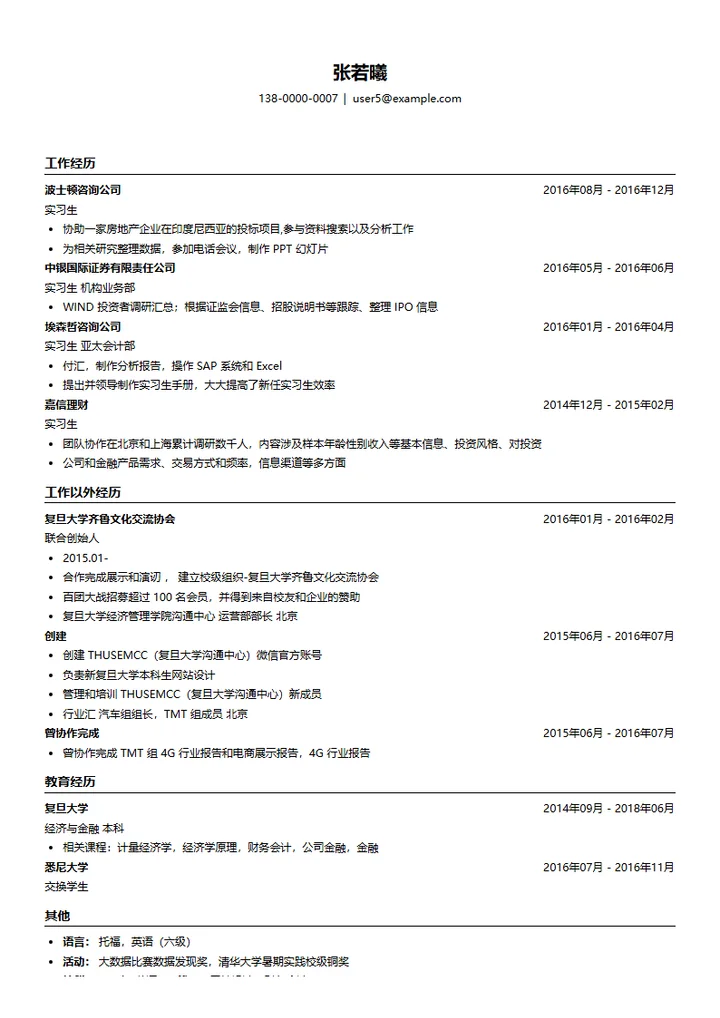 张若曦
138-0000-0007 | user5@example.com
工作经历
波士顿咨询公司 2016年08月 - 2016年12月
实习生
• 协助一家房地产企业在印度尼西亚的投标项目,参与资料搜索以及分析工作
• 为相关研究整理数据，参加电话会议，制作 PPT 幻灯片
中银国际证券有限责任公司 2016年05月 - 2016年06月
实习生 机构业务部
• WIND 投资者调研汇总；根据证监会信息、招股说明书等跟踪、整理 IPO 信息
埃森哲咨询公司 2016年01月 - 2016年04月
实习生 亚太会计部
• 付汇，制作分析报告，操作 SAP 系统和 Excel
• 提出并领导制作实习生手册，大大提高了新任实习生效率
嘉信理财 2014年12月 - 2015年02月
实习生
• 团队协作在北京和上海累计调研数千人，内容涉及样本年龄性别收入等基本信息、投资风格、对投资
• 公司和金融产品需求、交易方式和频率，信息渠道等多方面
工作以外经历
复旦大学齐鲁文化交流协会 2016年01月 - 2016年02月
联合创始人
• 2015.01-
• 合作完成展示和演讱 ， 建立校级组织-复旦大学齐鲁文化交流协会
• 百团大战招募超过 100 名会员，并得到来自校友和企业的赞助
• 复旦大学经济管理学院沟通中心 运营部部长 北京
创建 2015年06月 - 2016年07月
• 创建 THUSEMCC（复旦大学沟通中心）微信官方账号
• 负责新复旦大学本科生网站设计
• 管理和培训 THUSEMCC（复旦大学沟通中心）新成员
• 行业汇 汽车组组长，TMT 组成员 北京
曾协作完成 2015年06月 - 2016年07月
• 曾协作完成 TMT 组 4G 行业报告和电商展示报告，4G 行业报告
教育经历
复旦大学 2014年09月 - 2018年06月
经济与金融 本科
• 相关课程：计量经济学，经济学原理，财务会计，公司金融，金融
悉尼大学 2016年07月 - 2016年11月
交换学生
其他
• 语言： 托福，英语（六级）
• 活动： 大数据比赛数据发现奖，清华大学暑期实践校级铜奖